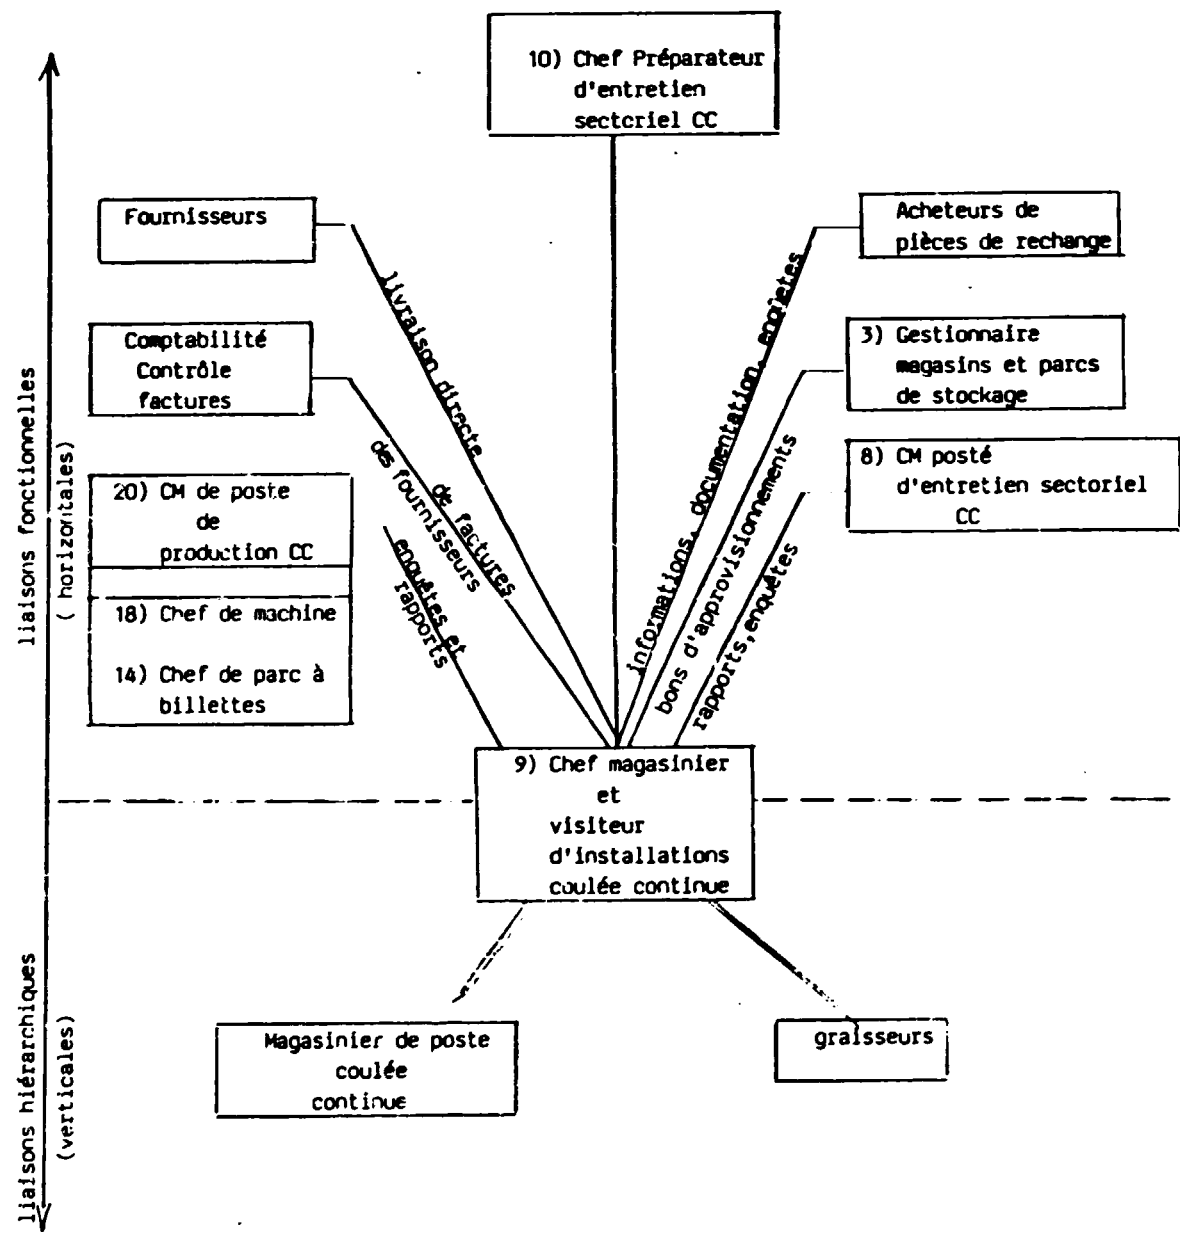 10) Chef Préparateur
d'entretien
sectoriel CC
Fournisseurs
Acheteurs de
pièces de rechange
livraison directe
informations, documentation, enquêtes
Comptabilité
Contrôle
factures
3) Gestionnaire
magasins et parcs
de stockage
de factures
des fournisseurs
bons d'approvisionnements
20) CM de poste
de
production CC
8) CM posté
d'entretien sectoriel
CC
enquêtes et
rapports
rapports, enquêtes
18) Chef de machine
14) Chef de parc à
billettes
liaisons fonctionnelles
(horizontales)
9) Chef magasinier
et
visiteur
d'installations
coulée continue
liaisons hiérarchiques
(verticales)
Magasinier de poste
coulée
continue
graisseurs